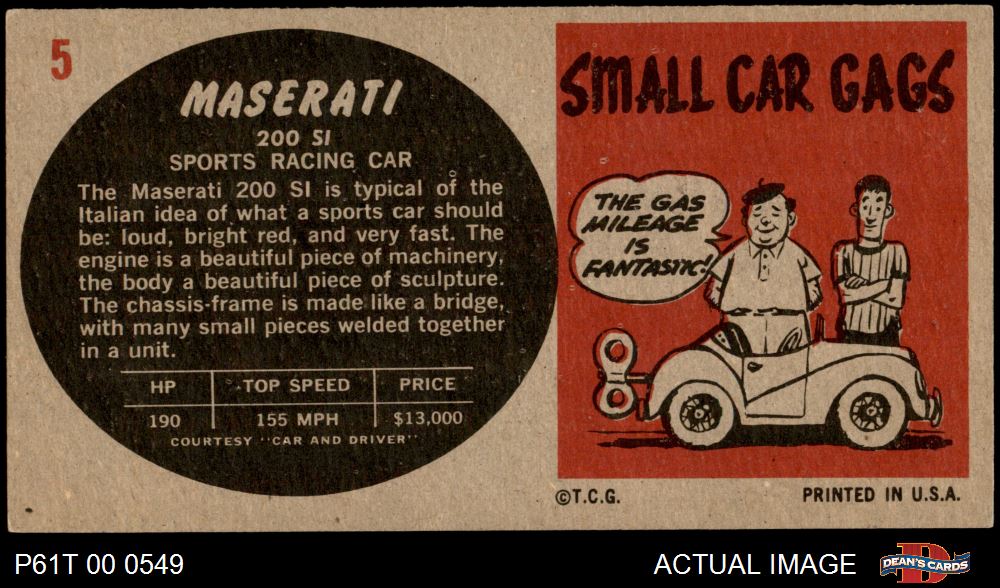 5
MASERATI
200 SI
SPORTS RACING CAR
The Maserati 200 SI is typical of the
Italian idea of what a sports car should
be: loud, bright red, and very fast. The
engine is a beautiful piece of machinery,
the body a beautiful piece of sculpture.
The chassis-frame is made like a bridge,
with many small pieces welded together
in a unit.
HP TOP SPEED PRICE
190 155 MPH $13,000
COURTESY "CAR AND DRIVER"
SMALL CAR GAGS
THE GAS
MILEAGE
IS
FANTASTIC!
©T.C.G.
PRINTED IN U.S.A.
P61T 00 0549
ACTUAL IMAGE
DEAN'S CARDS